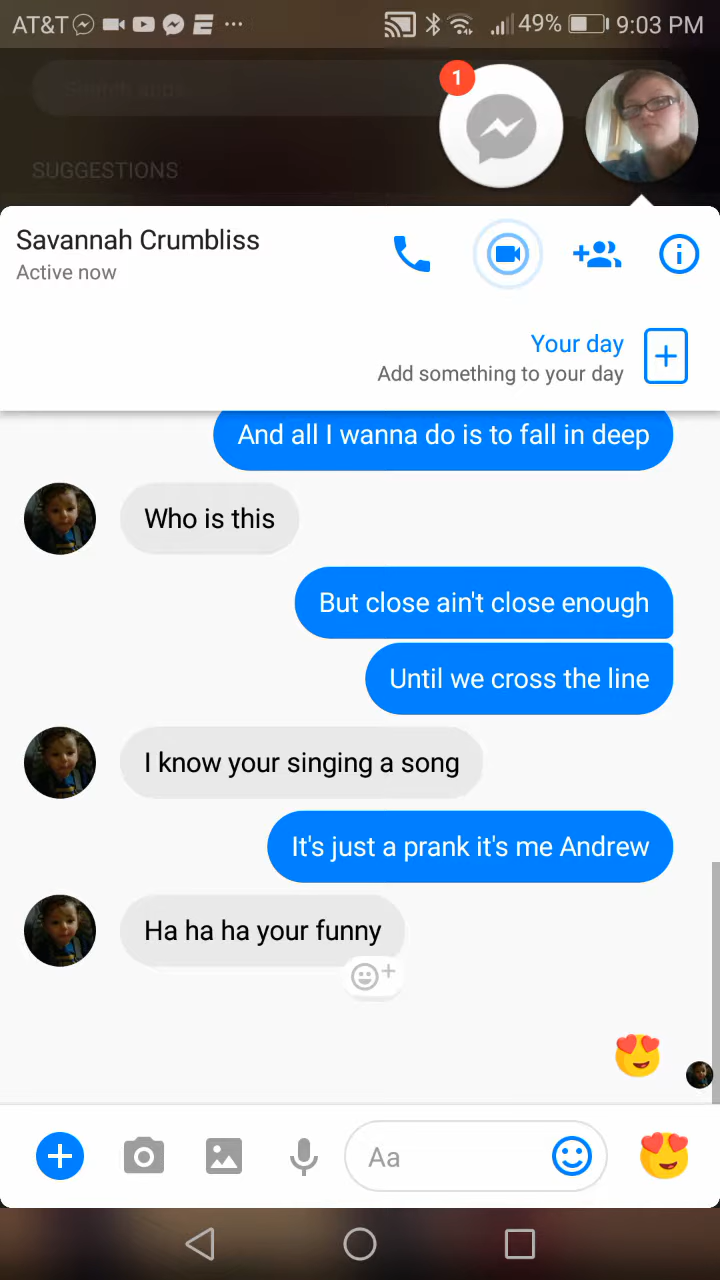 AT&T ... 49% 9:03 PM
Search apps
1
SUGGESTIONS
Savannah Crumbliss
Active now
Your day
Add something to your day
And all I wanna do is to fall in deep
Who is this
But close ain't close enough
Until we cross the line
I know your singing a song
It's just a prank it's me Andrew
Ha ha ha your funny
Aa